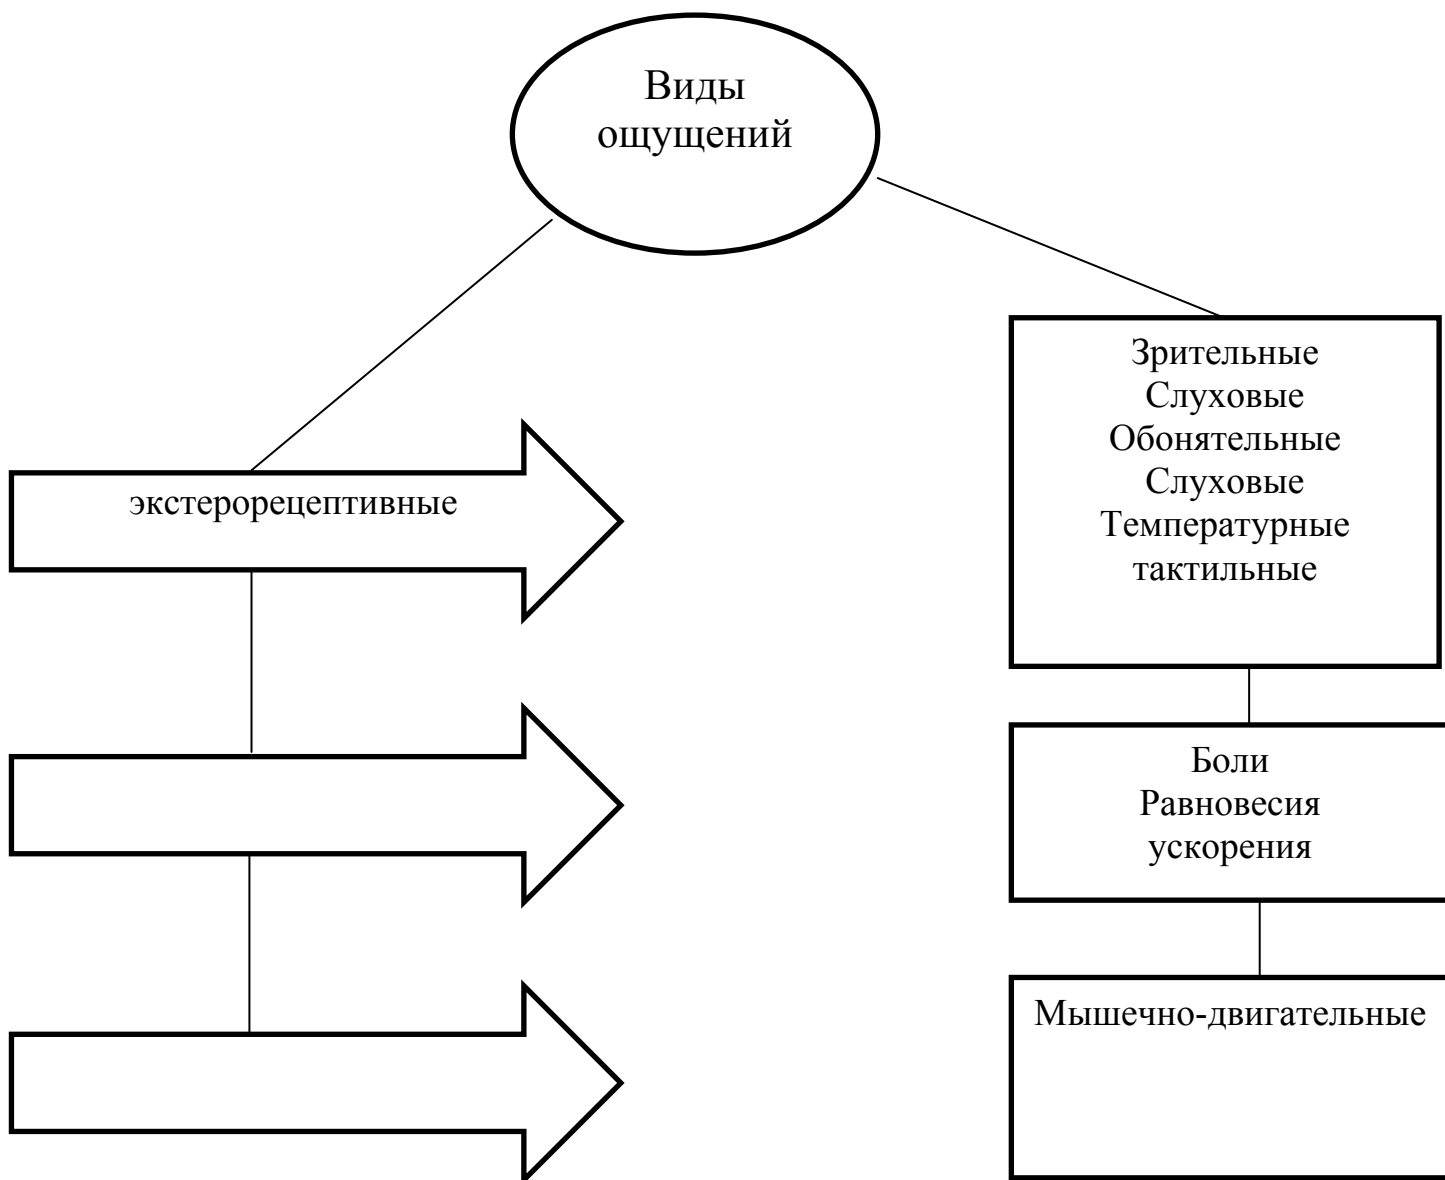 Виды
ощущений
Зрительные
Слуховые
Обонятельные
Слуховые
Температурные
тактильные
экстерорецептивные
Боли
Равновесия
ускорения
Мышечно-двигательные